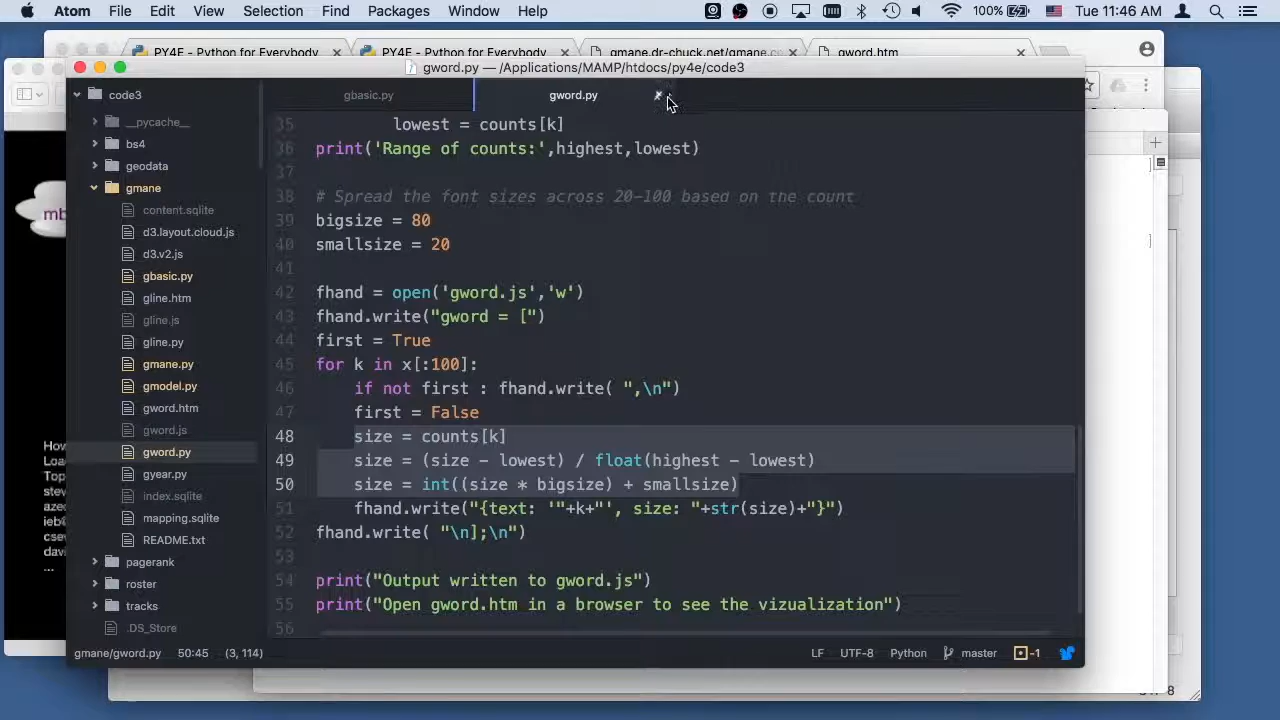 Atom File Edit View Selection Find Packages Window Help 100% Tue 11:46 AM
PY4E - Python for Everybody PY4E - Python for Everybody gmane.dr-chuck.net/gmane.c gword.htm
gword.py — /Applications/MAMP/htdocs/py4e/code3
code3
__pycache__
bs4
geodata
gmane
content.sqlite
d3.layout.cloud.js
d3.v2.js
gbasic.py
gline.htm
gline.js
gline.py
gmane.py
gmodel.py
gword.htm
gword.js
gword.py
gyear.py
index.sqlite
mapping.sqlite
README.txt
pagerank
roster
tracks
.DS_Store
gbasic.py gword.py
35 lowest = counts[k]
36 print('Range of counts:',highest,lowest)
37
38 # Spread the font sizes across 20-100 based on the count
39 bigsize = 80
40 smallsize = 20
41
42 fhand = open('gword.js','w')
43 fhand.write("gword = [")
44 first = True
45 for k in x[:100]:
46 if not first : fhand.write( ",\n")
47 first = False
48 size = counts[k]
49 size = (size - lowest) / float(highest - lowest)
50 size = int((size * bigsize) + smallsize)
51 fhand.write("{text: '"+k+"', size: "+str(size)+"}")
52 fhand.write( "\n];\n")
53
54 print("Output written to gword.js")
55 print("Open gword.htm in a browser to see the vizualization")
56
gmane/gword.py 50:45 (3, 114) LF UTF-8 Python master -1
mb
How
Loa
Top
stev
azec
ieb@
csev
davi
...